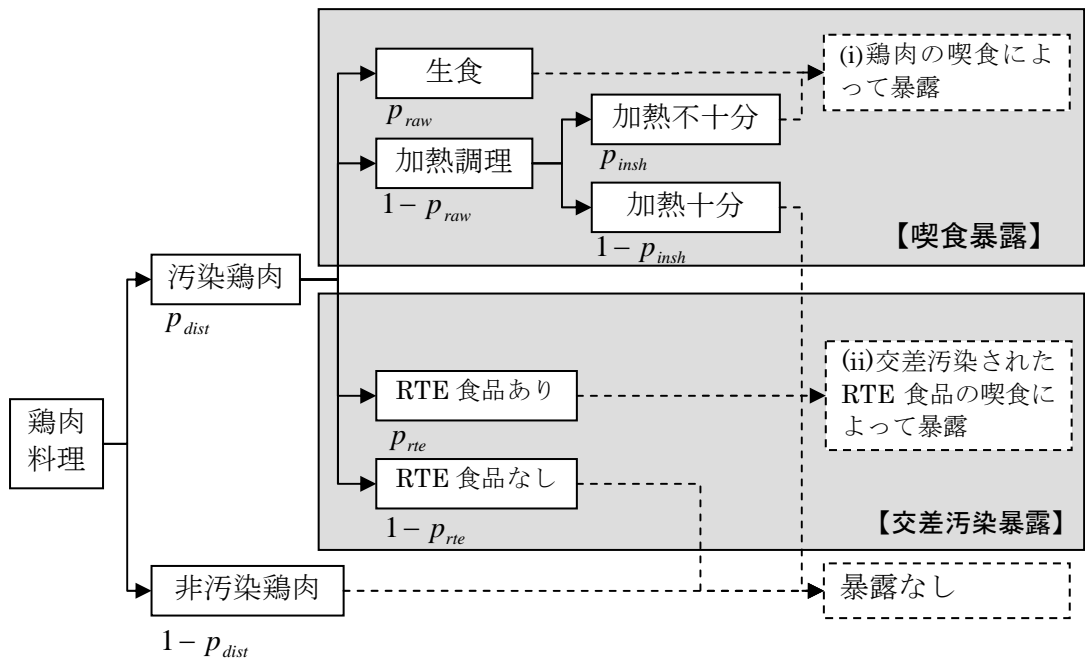 生食
p_raw
加熱調理
1 − p_raw
加熱不十分
p_insh
加熱十分
1 − p_insh
(i)鶏肉の喫食によ
って暴露
【喫食暴露】
汚染鶏肉
p_dist
鶏肉
料理
RTE 食品あり
p_rte
RTE 食品なし
1 − p_rte
(ii)交差汚染された
RTE 食品の喫食に
よって暴露
【交差汚染暴露】
非汚染鶏肉
1 − p_dist
暴露なし